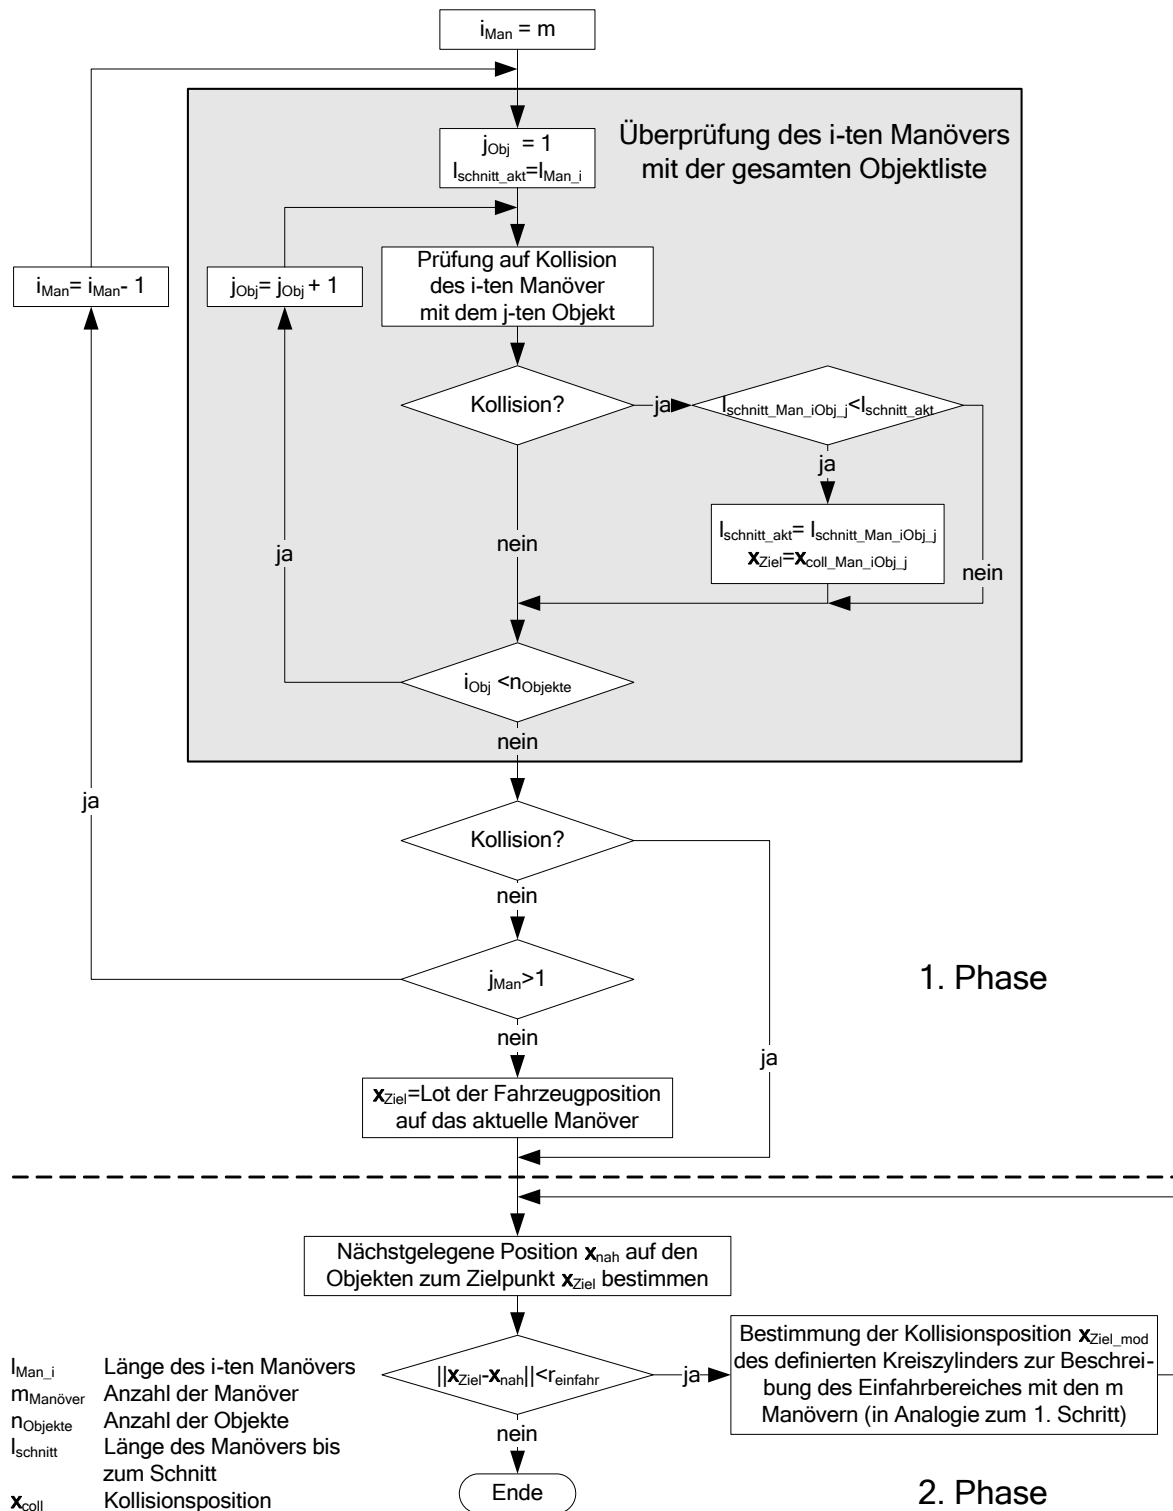 i_Man = m
j_Obj = 1
l_schnitt_akt=l_Man_i
Überprüfung des i-ten Manövers
mit der gesamten Objektliste
i_Man= i_Man- 1
j_Obj= j_Obj + 1
Prüfung auf Kollision
des i-ten Manöver
mit dem j-ten Objekt
Kollision?
ja
l_schnitt_Man_iObj_j<l_schnitt_akt
ja
l_schnitt_akt= l_schnitt_Man_iObj_j
x_Ziel=x_coll_Man_iObj_j
nein
nein
ja
i_Obj <n_Objekte
nein
ja
Kollision?
nein
j_Man>1
1. Phase
nein
ja
x_Ziel=Lot der Fahrzeugposition
auf das aktuelle Manöver
Nächstgelegene Position x_nah auf den
Objekten zum Zielpunkt x_Ziel bestimmen
||x_Ziel-x_nah||<r_einfahr
ja
Bestimmung der Kollisionsposition x_Ziel_mod
des definierten Kreiszylinders zur Beschrei-
bung des Einfahrbereiches mit den m
Manövern (in Analogie zum 1. Schritt)
nein
Ende
2. Phase
l_Man_i Länge des i-ten Manövers
m_Manöver Anzahl der Manöver
n_Objekte Anzahl der Objekte
l_schnitt Länge des Manövers bis
zum Schnitt
x_coll Kollisionsposition